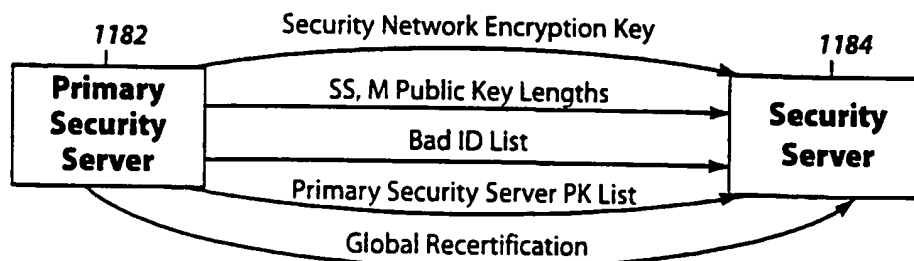 Security Network Encryption Key
1182
1184
Primary
Security
Server
SS, M Public Key Lengths
Bad ID List
Primary Security Server PK List
Global Recertification
Security
Server